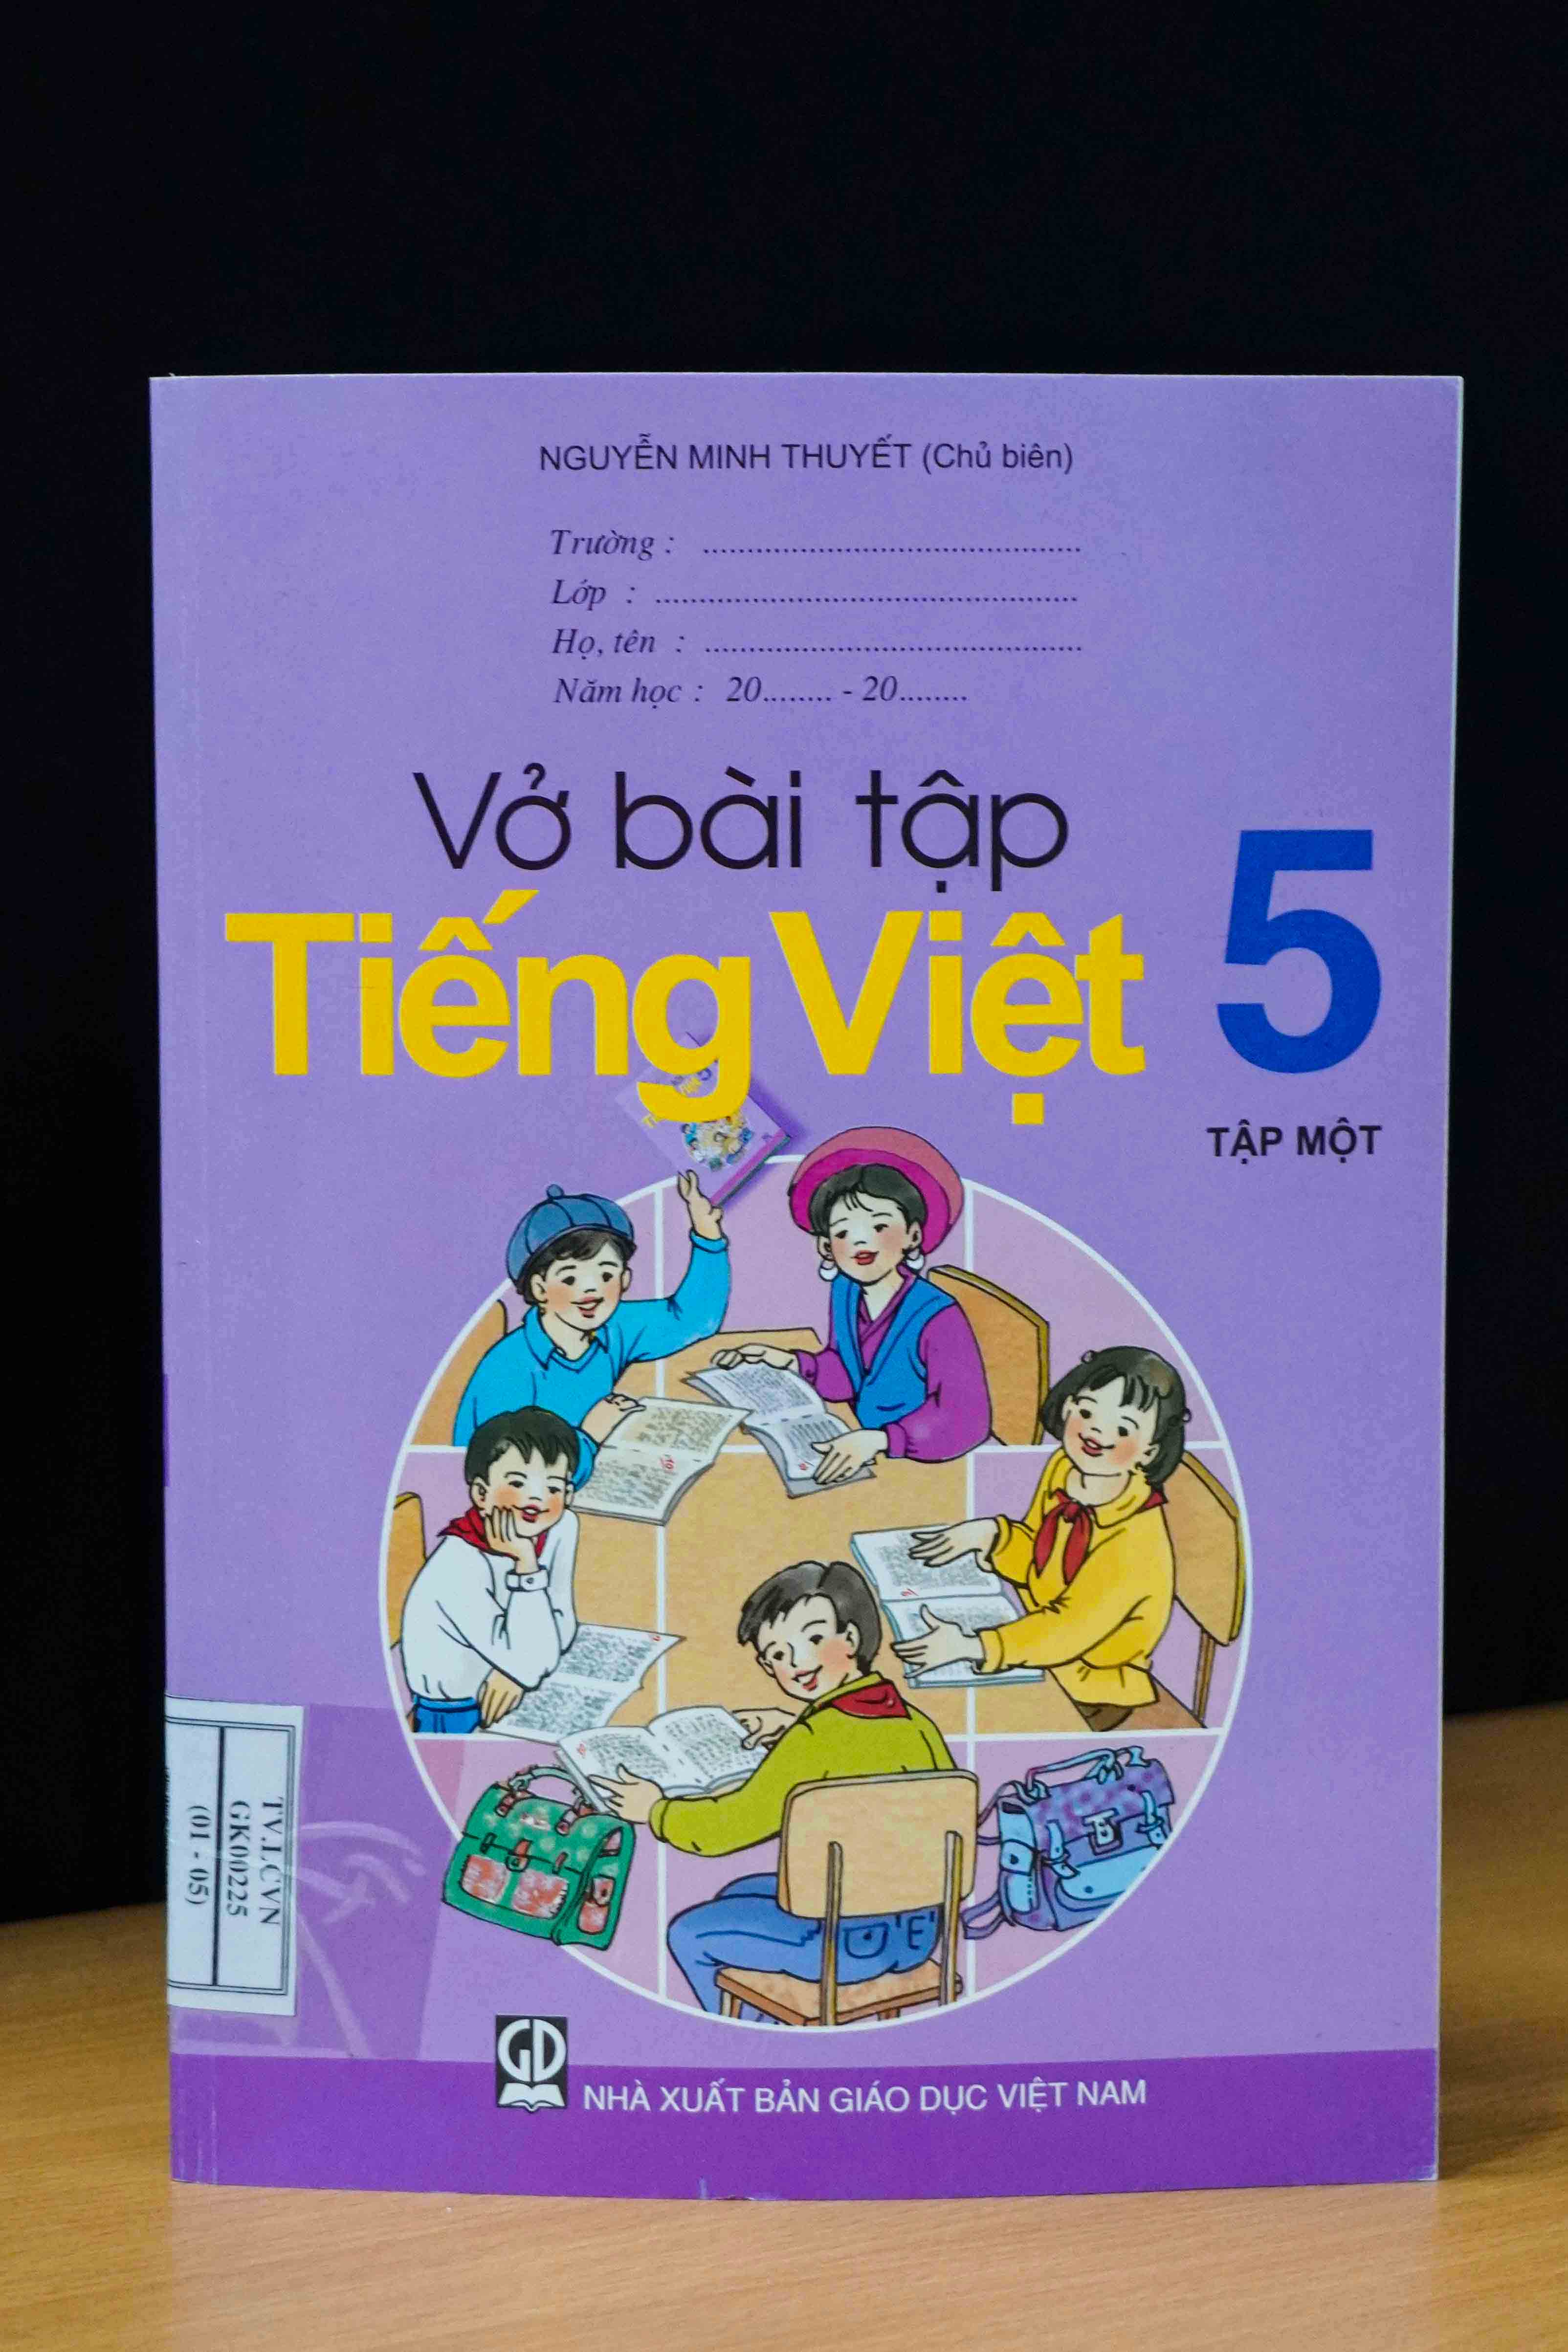 NGUYỄN MINH THUYẾT (Chủ biên)
Trường : ..........................................
Lớp : ...............................................
Họ, tên : ..........................................
Năm học : 20........ - 20........
Vở bài tập
Tiếng Việt 5
TẬP MỘT
TV.LCVN
GK00225
(01 - 05)
GD
NHÀ XUẤT BẢN GIÁO DỤC VIỆT NAM